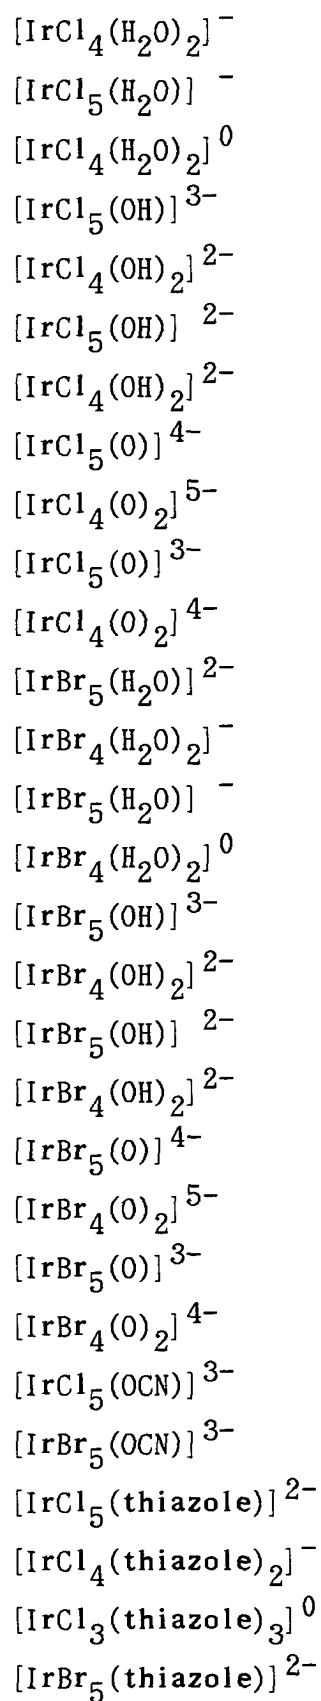 [IrCl₄(H₂O)₂]⁻
[IrCl₅(H₂O)] ⁻
[IrCl₄(H₂O)₂]⁰
[IrCl₅(OH)]³⁻
[IrCl₄(OH)₂]²⁻
[IrCl₅(OH)] ²⁻
[IrCl₄(OH)₂]²⁻
[IrCl₅(O)]⁴⁻
[IrCl₄(O)₂]⁵⁻
[IrCl₅(O)]³⁻
[IrCl₄(O)₂]⁴⁻
[IrBr₅(H₂O)]²⁻
[IrBr₄(H₂O)₂]⁻
[IrBr₅(H₂O)] ⁻
[IrBr₄(H₂O)₂]⁰
[IrBr₅(OH)]³⁻
[IrBr₄(OH)₂]²⁻
[IrBr₅(OH)] ²⁻
[IrBr₄(OH)₂]²⁻
[IrBr₅(O)]⁴⁻
[IrBr₄(O)₂]⁵⁻
[IrBr₅(O)]³⁻
[IrBr₄(O)₂]⁴⁻
[IrCl₅(OCN)]³⁻
[IrBr₅(OCN)]³⁻
[IrCl₅(thiazole)]²⁻
[IrCl₄(thiazole)₂]⁻
[IrCl₃(thiazole)₃]⁰
[IrBr₅(thiazole)]²⁻